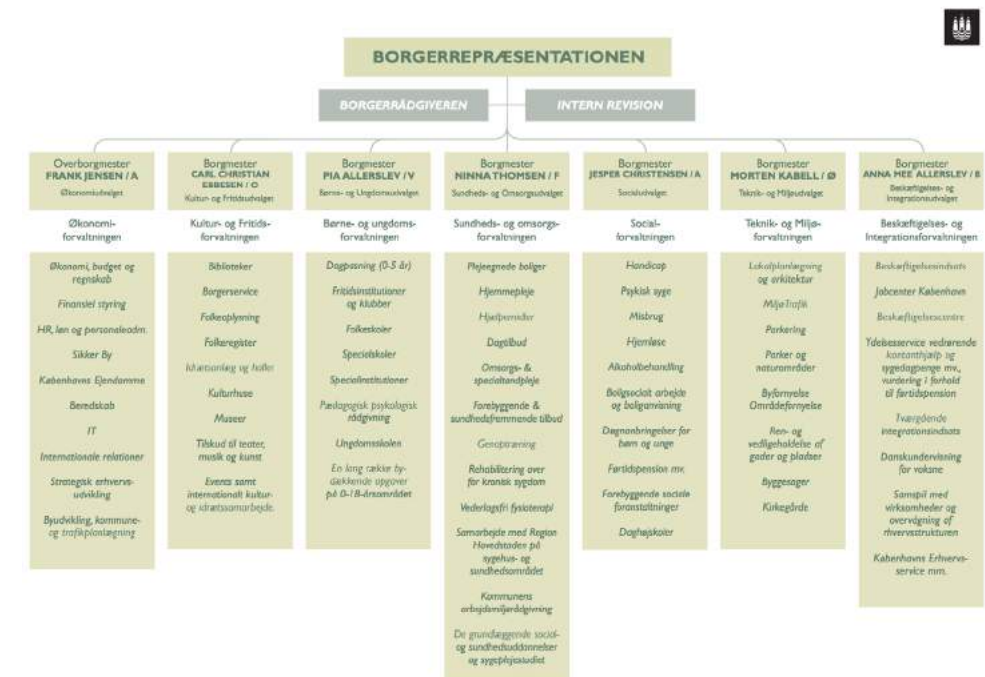 BORGERREPRÆSENTATIONEN
BORGERRÅDGIVEREN
INTERN REVISION
Overborgmester
FRANK JENSEN / A
Økonomiudvalget
Økonomi-
forvaltningen
Økonomi, budget og
regnskab
Finansiel styring
HR, løn og personaleadm.
Sikker By
Københavns Ejendomme
Beredskab
IT
Internationale relationer
Strategisk erhvervs-
udvikling
Byudvikling, kommune-
og trafikplanlægning
Borgmester
CARL CHRISTIAN
EBBESEN / O
Kultur- og Fritidsudvalget
Kultur- og Fritids-
forvaltningen
Biblioteker
Borgerservice
Folkeoplysning
Folkeregister
Idrætsanlæg og haller
Kulturhuse
Museer
Tilskud til teater,
musik og kunst
Events samt
internationalt kultur-
og idrætssamarbejde.
Borgmester
PIA ALLERSLEV / V
Børne- og Ungdomsudvalget
Børne- og ungdoms-
forvaltningen
Dagpasning (0-5 år)
Fritidsinstitutioner
og klubber
Folkeskoler
Specialskoler
Specialinstitutioner
Pædagogisk psykologisk
rådgivning
Ungdomsskolen
En lang række by-
dækkende opgaver
på 0-18-årsområdet
Borgmester
NINNA THOMSEN / F
Sundheds- og Omsorgsudvalget
Sundheds- og omsorgs-
forvaltningen
Plejeegnede boliger
Hjemmepleje
Hjælpemidler
Dagtilbud
Omsorgs- &
specialtandpleje
Forebyggende &
sundhedsfremmende tilbud
Genoptræning
Rehabilitering over
for kronisk sygdom
Vederlagsfri fysioterapi
Samarbejde med Region
Hovedstaden på
sygehus- og
sundhedsområdet
Kommunens
arbejdsmiljørådgivning
De grundlæggende social-
og sundhedsuddannelser
og sygeplejestudiet
Borgmester
JESPER CHRISTENSEN / A
Socialudvalget
Social-
forvaltningen
Handicap
Psykisk syge
Misbrug
Hjemløse
Alkoholbehandling
Boligsocialt arbejde
og boliganvisning
Døgnanbringelser for
børn og unge
Førtidspension mv.
Forebyggende sociale
foranstaltninger
Daghøjskoler
Borgmester
MORTEN KABELL / Ø
Teknik- og Miljøudvalget
Teknik- og Miljø-
forvaltningen
Lokalplanlægning
og arkitektur
MiljøTrafik
Parkering
Parker og
naturområder
Byfornyelse
Områdefornyelse
Ren- og
vedligeholdelse af
gader og pladser
Byggesager
Kirkegårde
Borgmester
ANNA MEE ALLERSLEV / B
Beskæftigelses- og
Integrationsudvalget
Beskæftigelses- og
Integrationsforvaltningen
Beskæftigelsesindsats
Jobcenter København
Beskæftigelsescentre
Ydelsesservice vedrørende
kontanthjælp og
sygedagpenge mv.,
vurdering i forhold
til førtidspension
Tværgående
integrationsindsats
Danskundervisning
for voksne
Samspil med
virksomheder og
overvågning af
rhvervsstrukturen
Københavns Erhvervs-
service mm.